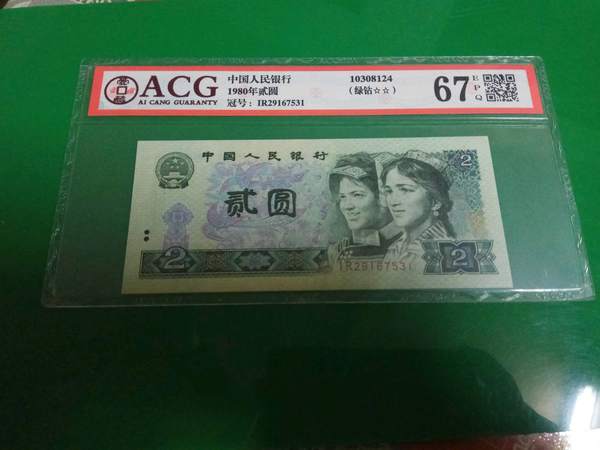 ACG
AI CANG GUARANTY
中国人民银行
1980年贰圆
冠号: IR29167531
10308124
(绿钻☆☆)
67
E
P
Q
中国人民银行
2
贰圆
2
IR29167531
2